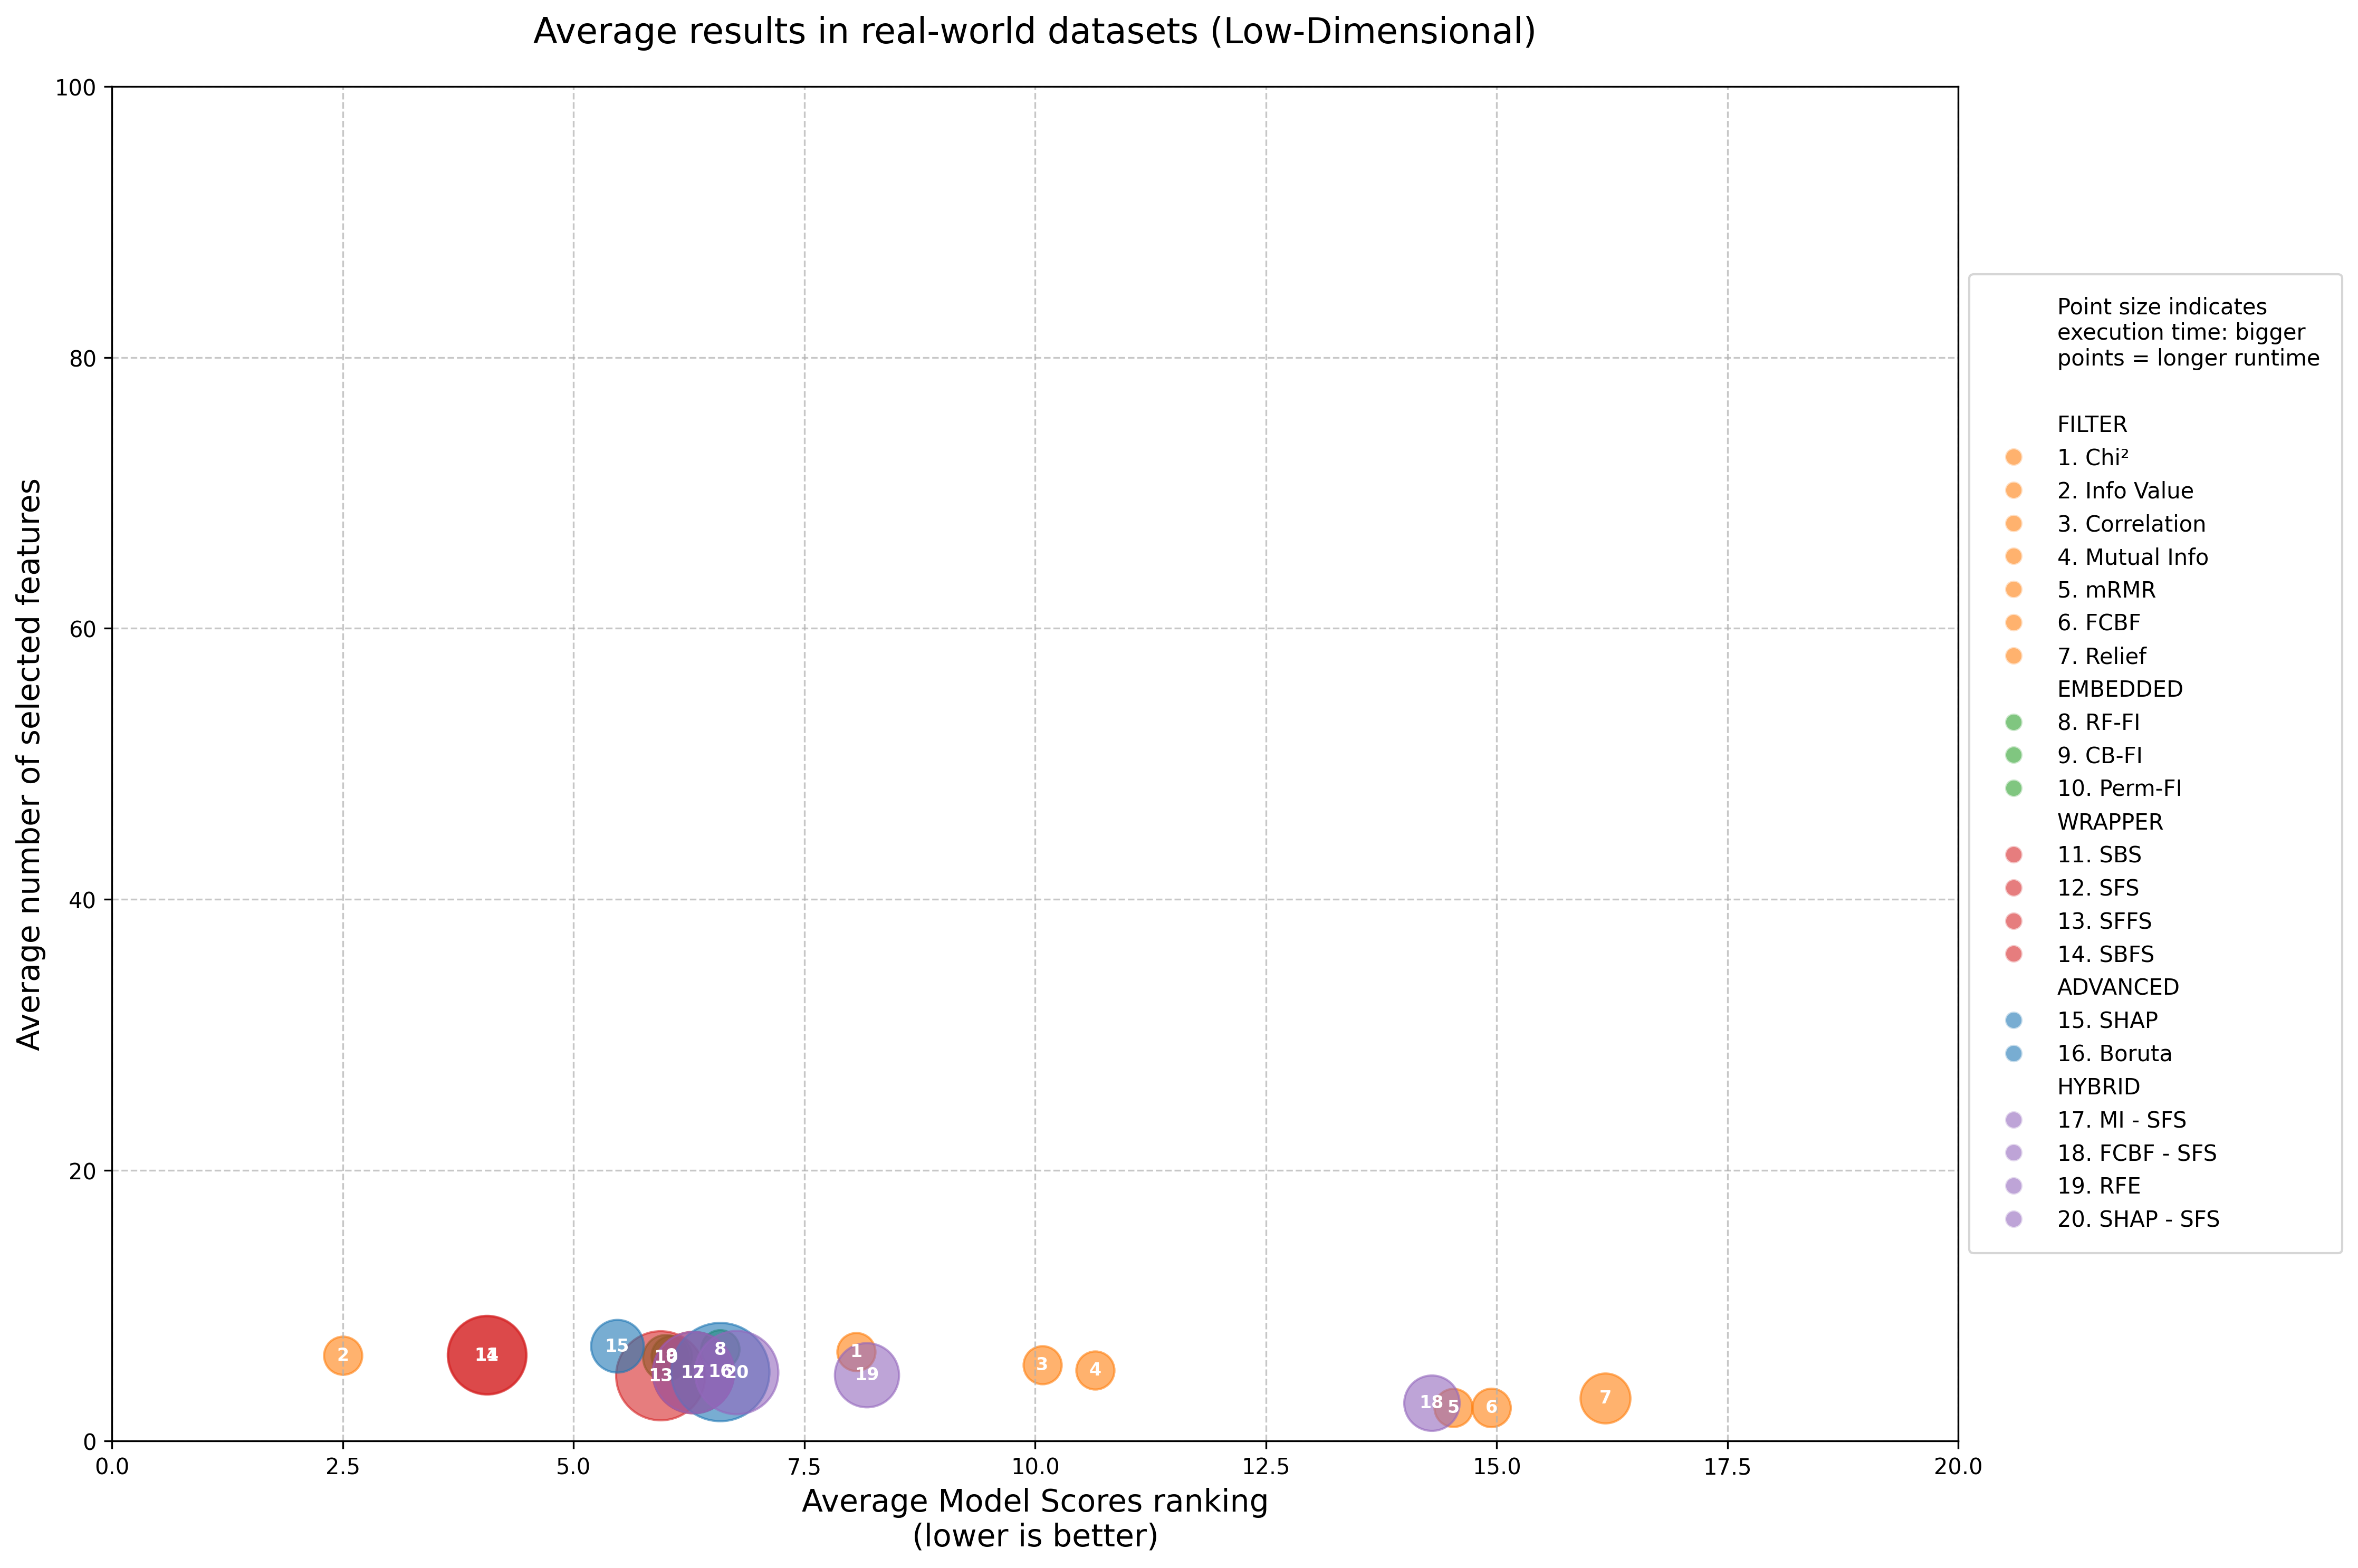 Average results in real-world datasets (Low-Dimensional)
Average number of selected features
100
80
60
40
20
0
0.0
2.5
5.0
7.5
10.0
12.5
15.0
17.5
20.0
Average Model Scores ranking
(lower is better)
2
15
13
8
16
20
1
19
3
4
18
5
6
7
Point size indicates
execution time: bigger
points = longer runtime
FILTER
1. Chi²
2. Info Value
3. Correlation
4. Mutual Info
5. mRMR
6. FCBF
7. Relief
EMBEDDED
8. RF-FI
9. CB-FI
10. Perm-FI
WRAPPER
11. SBS
12. SFS
13. SFFS
14. SBFS
ADVANCED
15. SHAP
16. Boruta
HYBRID
17. MI - SFS
18. FCBF - SFS
19. RFE
20. SHAP - SFS